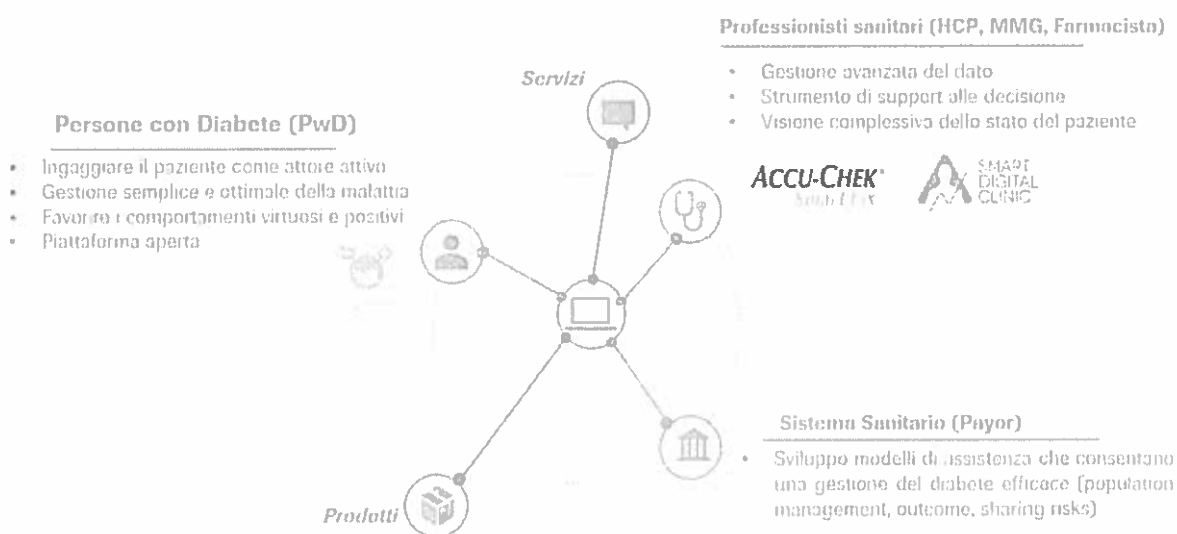 Professionisti sanitari (HCP, MMG, Farmacista)
Gestione avanzata del dato
Strumento di support alle decisione
Visione complessiva dello stato del paziente
ACCU-CHEK
SMART
DIGITAL
CLINIC
Servizi
Persone con Diabete (PwD)
Ingaggiare il paziente come attore attivo
Gestione semplice e ottimale della malattia
Favorire i comportamenti virtuosi e positivi
Piattaforma aperta
Sistema Sanitario (Payor)
Sviluppo modelli di assistenza che consentano
una gestione del diabete efficace (population
management, outcome, sharing risks)
Prodotti